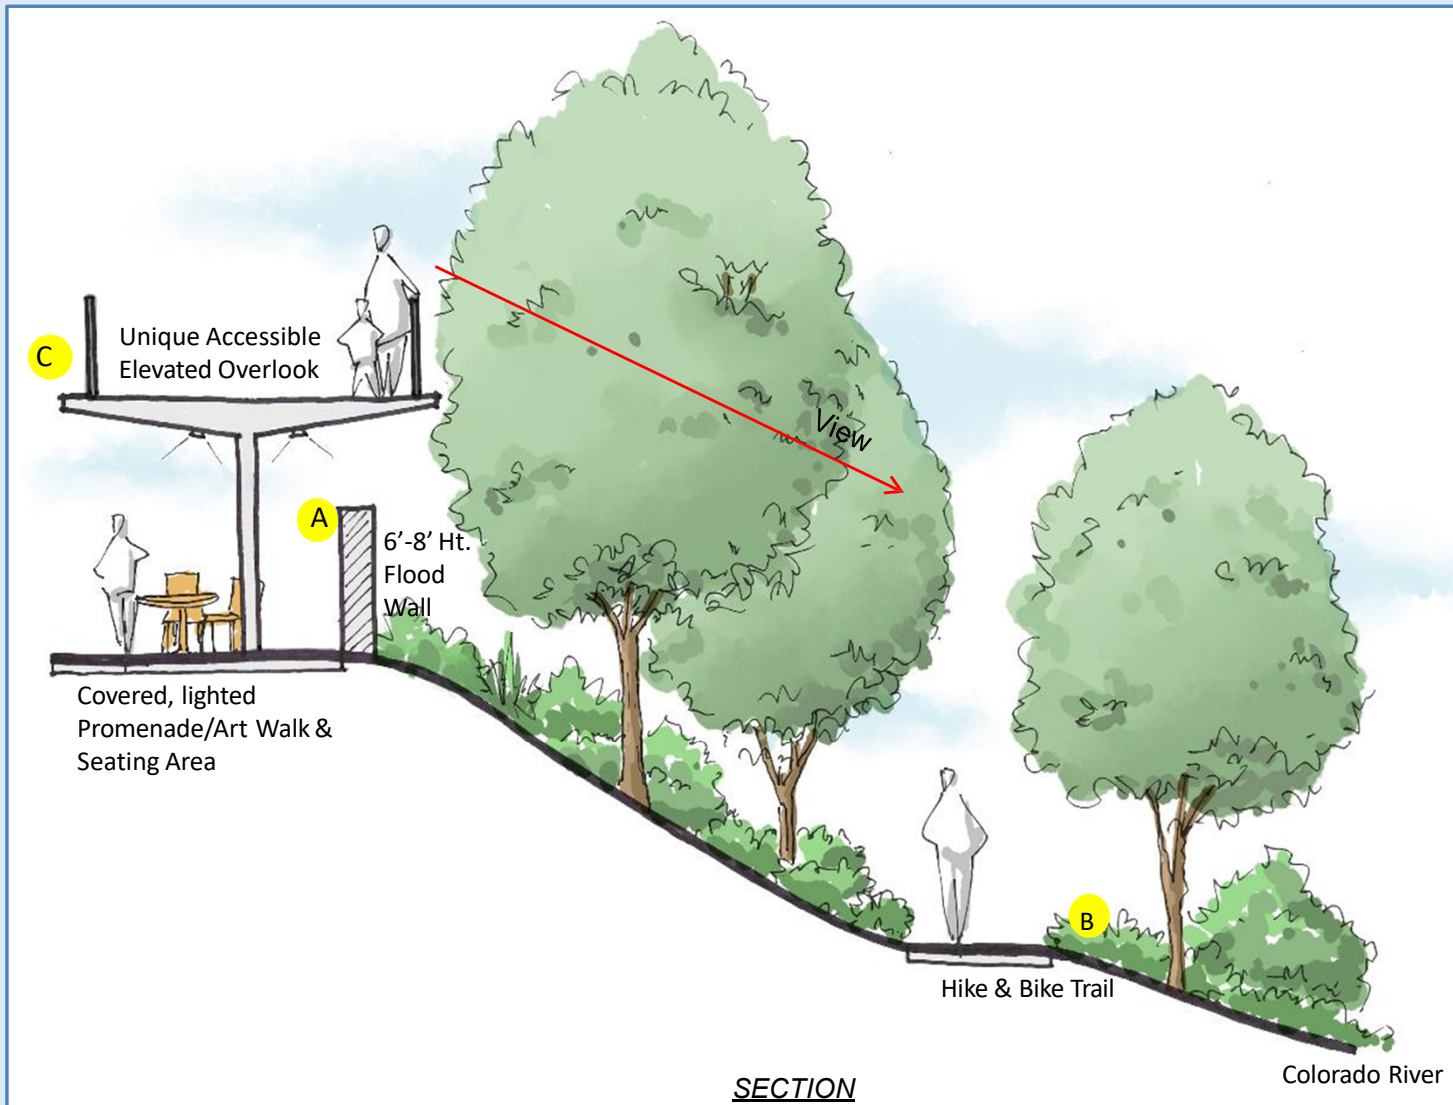 C
Unique Accessible
Elevated Overlook
View
A
6’-8’ Ht.
Flood
Wall
Covered, lighted
Promenade/Art Walk &
Seating Area
B
Hike & Bike Trail
Colorado River
SECTION